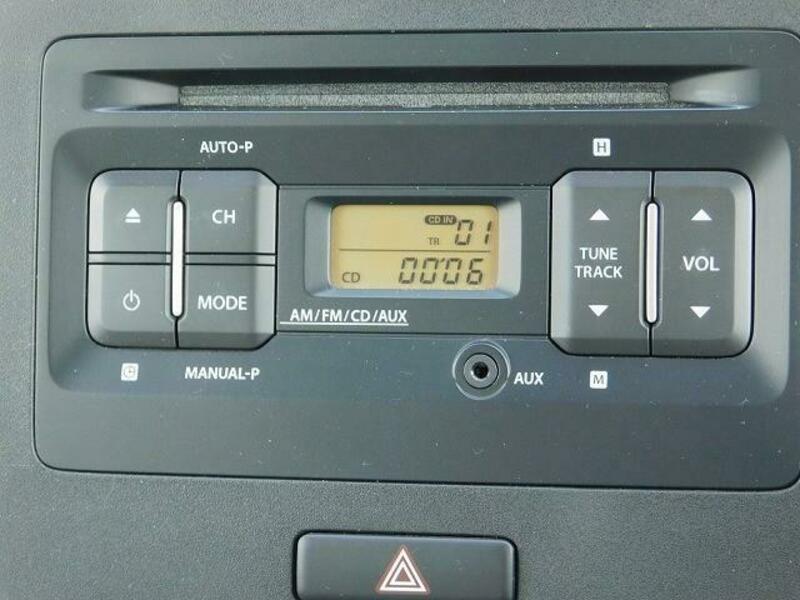 AUTO-P
H
CH
CD IN
TR 01
CD 00'06
TUNE
TRACK
VOL
MODE
AM/FM/CD/AUX
C
MANUAL-P
AUX
M